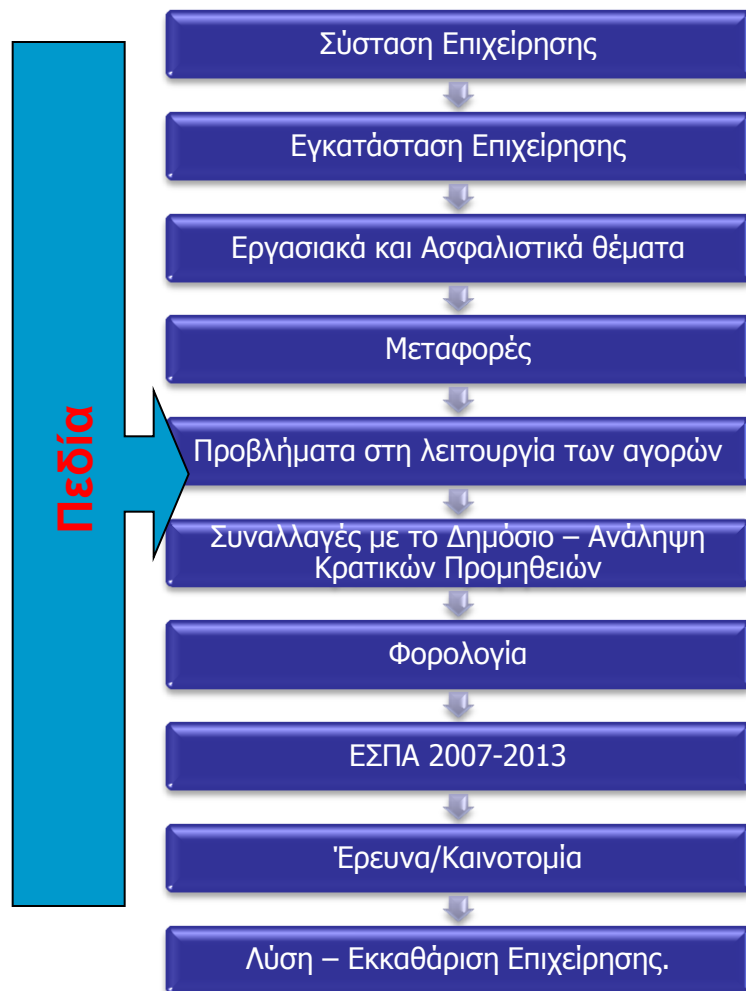 Πεδία
Σύσταση Επιχείρησης
Εγκατάσταση Επιχείρησης
Εργασιακά και Ασφαλιστικά θέματα
Μεταφορές
Προβλήματα στη λειτουργία των αγορών
Συναλλαγές με το Δημόσιο – Ανάληψη
Κρατικών Προμηθειών
Φορολογία
ΕΣΠΑ 2007-2013
Έρευνα/Καινοτομία
Λύση – Εκκαθάριση Επιχείρησης.